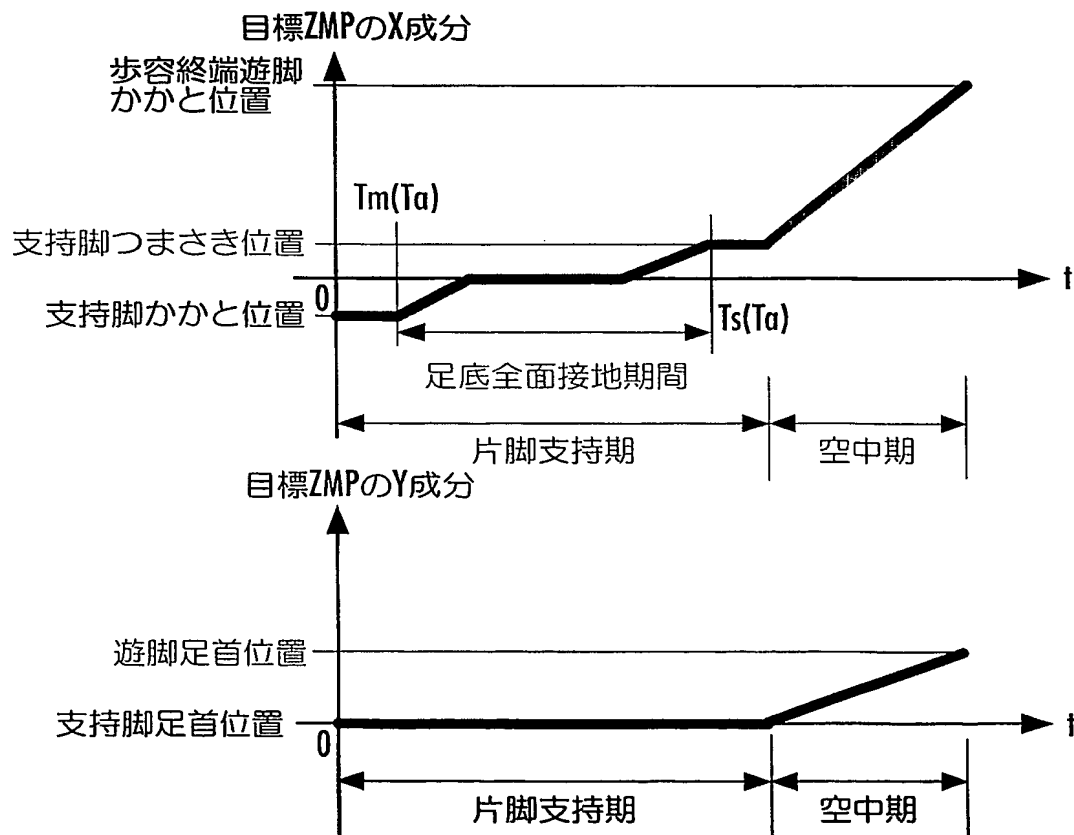 目標ZMPのX成分
歩容終端遊脚
かかと位置
Tm(Ta)
支持脚つまさき位置
0
t
支持脚かかと位置
Ts(Ta)
足底全面接地期間
片脚支持期
空中期
目標ZMPのY成分
遊脚足首位置
支持脚足首位置
0
t
片脚支持期
空中期